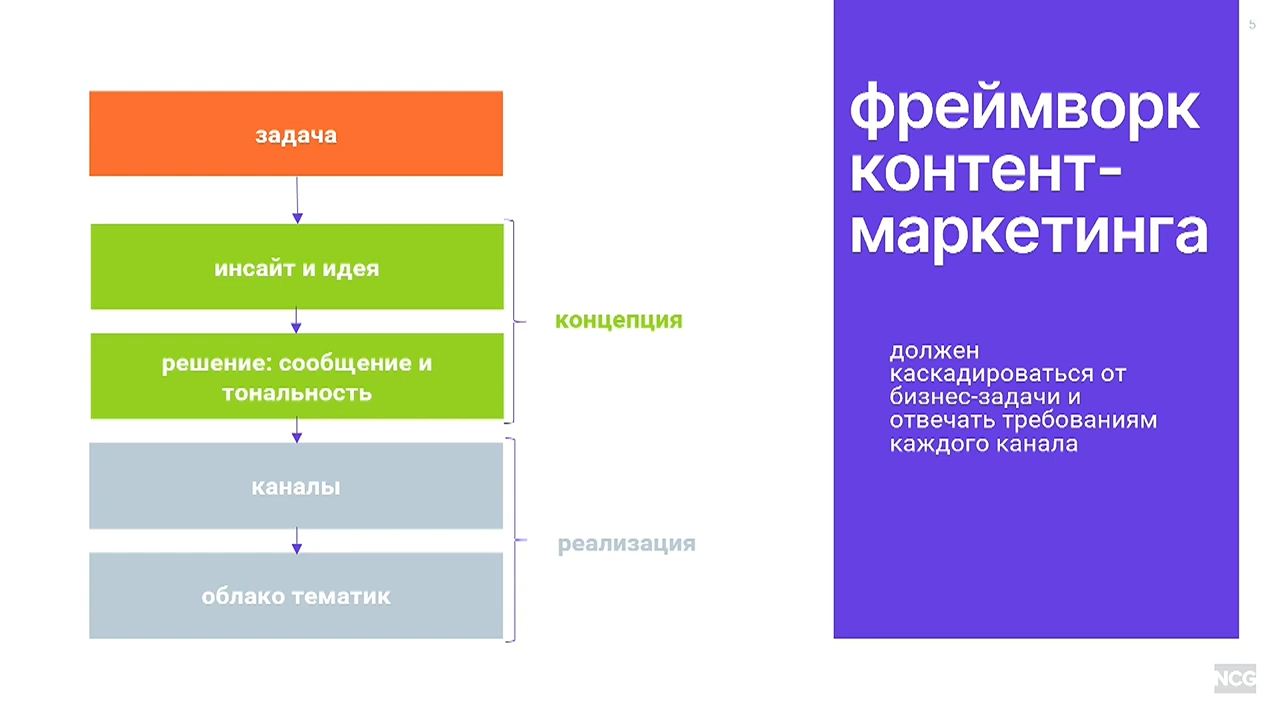 5
задача
инсайт и идея
решение: сообщение и
тональность
концепция
каналы
облако тематик
реализация
фреймворк
контент-
маркетинга
должен
каскадироваться от
бизнес-задачи и
отвечать требованиям
каждого канала
NCG